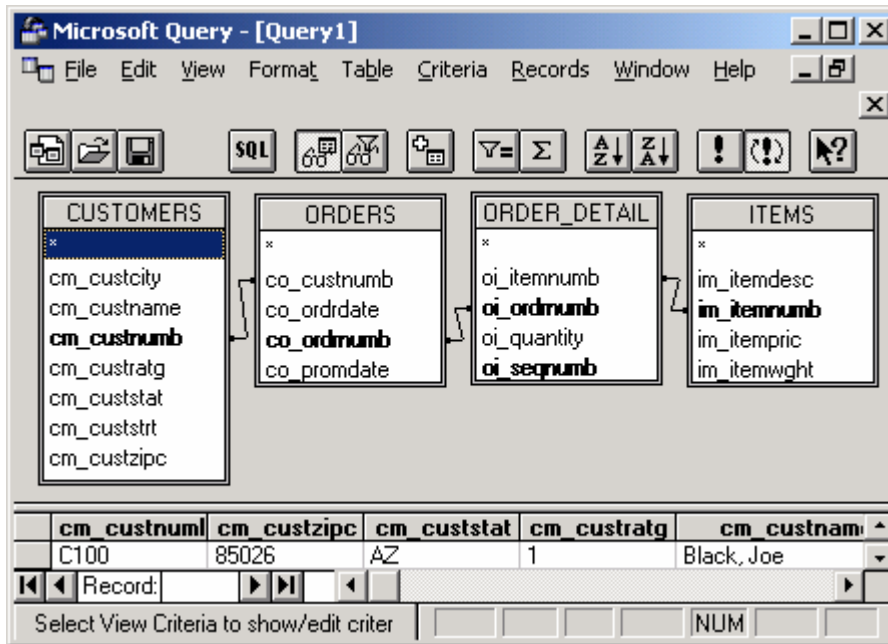 Microsoft Query - [Query1]
File Edit View Format Table Criteria Records Window Help
SQL
CUSTOMERS
*
cm_custcity
cm_custname
cm_custnumb
cm_custratg
cm_custstat
cm_custstrt
cm_custzipc
ORDERS
*
co_custnumb
co_ordrdate
co_ordrnumb
co_promdate
ORDER_DETAIL
*
oi_itemnumb
oi_ordrnumb
oi_quantity
oi_seqnumb
ITEMS
*
im_itemdesc
im_itemnumb
im_itempric
im_itemwght
cm_custnuml cm_custzipc cm_custstat cm_custratg cm_custname
C100 85026 AZ 1 Black, Joe
Record:
Select View Criteria to show/edit criter NUM